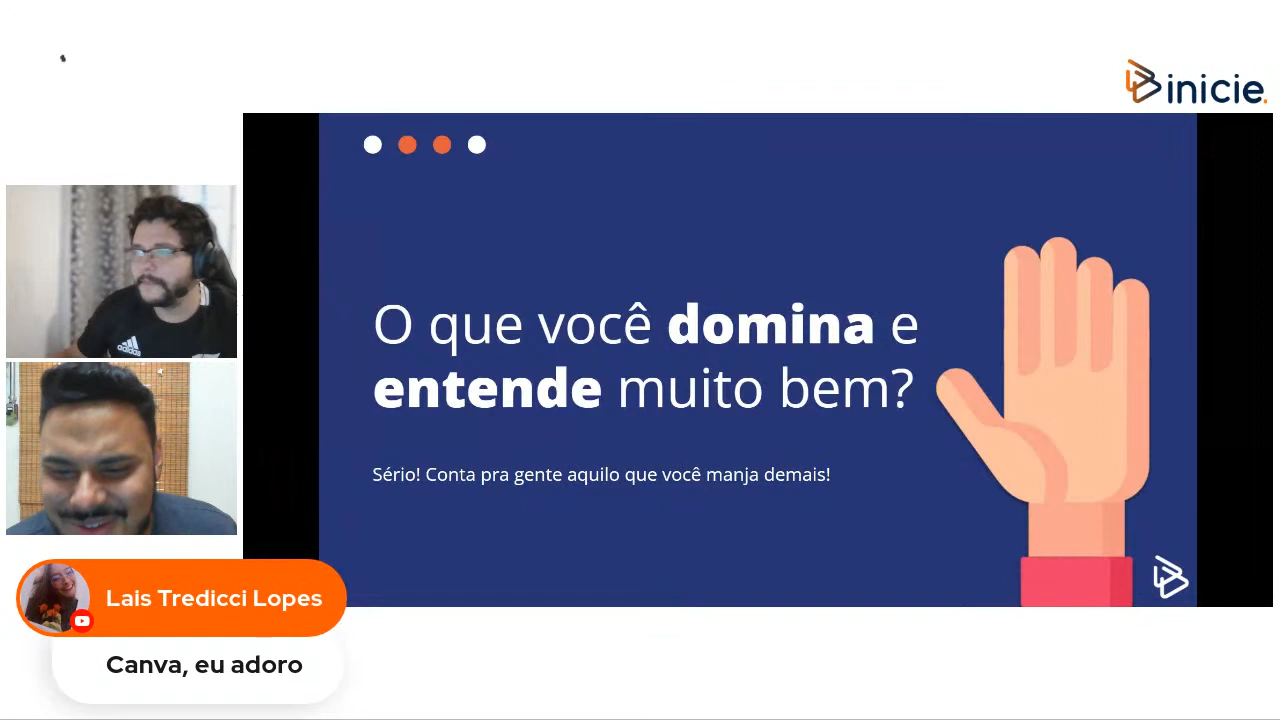 inicie.
O que você domina e
entende muito bem?
Sério! Conta pra gente aquilo que você manja demais!
adidas
Lais Tredicci Lopes
Canva, eu adoro